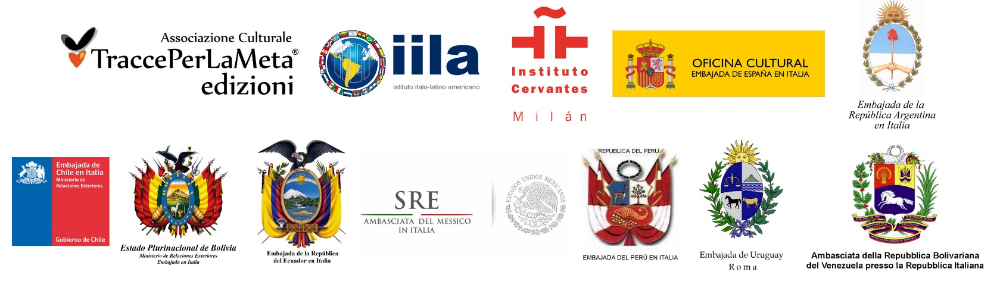 Associazione Culturale
TraccePerLaMeta®
edizioni
iila
istituto italo-latino americano
Instituto
Cervantes
Milán
OFICINA CULTURAL
EMBAJADA DE ESPAÑA EN ITALIA
Embajada de la
República Argentina
en Italia
Embajada de
Chile en Italia
Ministerio de
Relaciones Exteriores
Gobierno de Chile
Estado Plurinacional de Bolivia
Ministerio de Relaciones Exteriores
Embajada en Italia
Embajada de la República
del Ecuador en Italia
SRE
AMBASCIATA DEL MESSICO
IN ITALIA
ESTADOS UNIDOS MEXICANOS
REPUBLICA DEL PERU
EMBAJADA DEL PERÚ EN ITALIA
Embajada de Uruguay
Roma
Ambasciata della Repubblica Bolivariana
del Venezuela presso la Repubblica Italiana